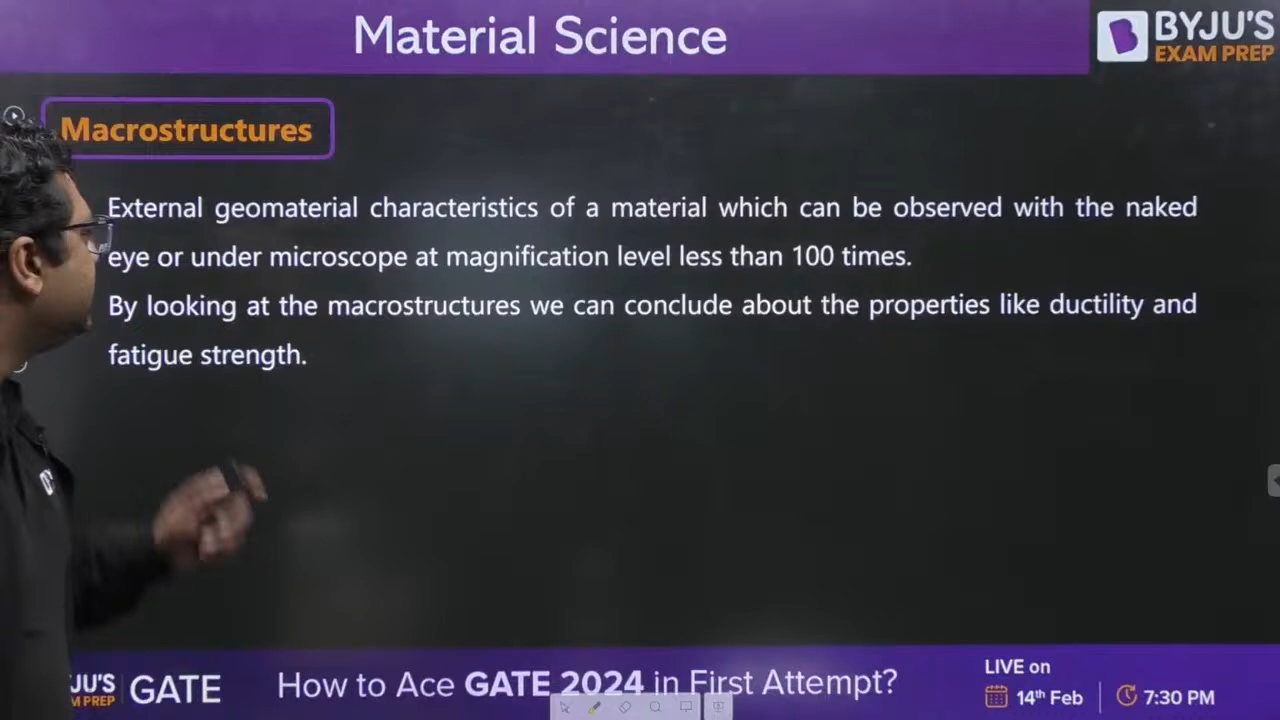 Material Science
BYJU'S
EXAM PREP
Macrostructures
External geomaterial characteristics of a material which can be observed with the naked
eye or under microscope at magnification level less than 100 times.
By looking at the macrostructures we can conclude about the properties like ductility and
fatigue strength.
GATE
How to Ace GATE 2024 in First Attempt?
LIVE on
14th Feb
7:30 PM